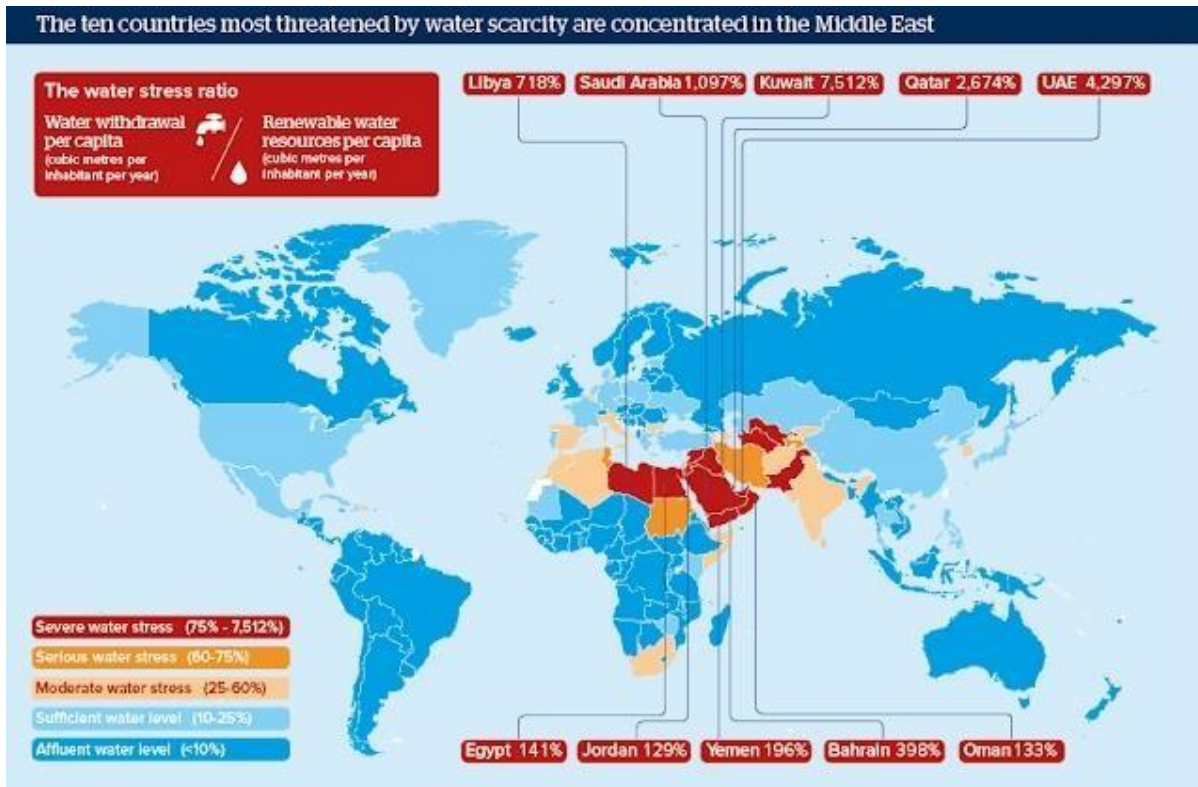 The ten countries most threatened by water scarcity are concentrated in the Middle East
The water stress ratio
Water withdrawal
per capita
(cubic metres per
inhabitant per year)
Renewable water
resources per capita
(cubic metres per
inhabitant per year)
Libya 718%
Saudi Arabia 1,097%
Kuwait 7,512%
Qatar 2,674%
UAE 4,297%
Severe water stress (75% - 7,512%)
Serious water stress (60-75%)
Moderate water stress (25-60%)
Sufficient water level (10-25%)
Affluent water level (<10%)
Egypt 141%
Jordan 129%
Yemen 196%
Bahrain 398%
Oman 133%